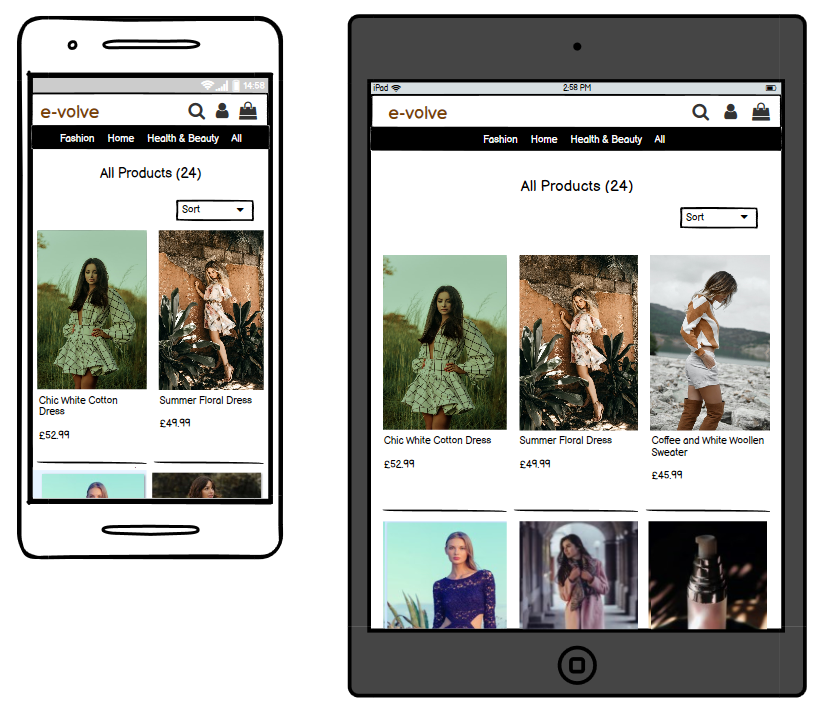 14:58
e-volve
Fashion Home Health & Beauty All
All Products (24)
Sort
Chic White Cotton
Dress
£52.99
Summer Floral Dress
£49.99
iPad 2:58 PM
e-volve
Fashion Home Health & Beauty All
All Products (24)
Sort
Chic White Cotton Dress
£52.99
Summer Floral Dress
£49.99
Coffee and White Woollen
Sweater
£45.99